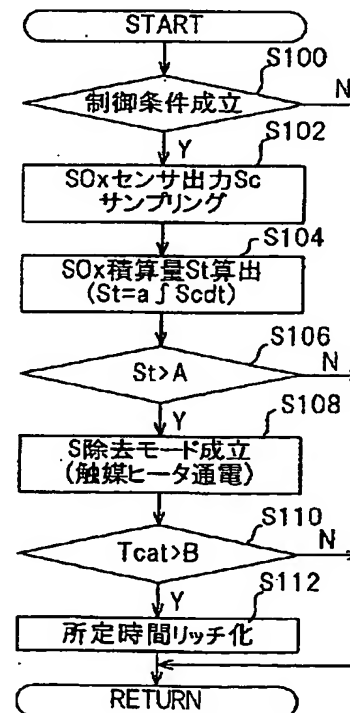 START
S100
制御条件成立
N
S102
Y
SOxセンサ出力Sc
サンプリング
S104
SOx積算量St算出
(St=a∫Scdt)
S106
St>A
N
S108
Y
S除去モード成立
(触媒ヒータ通電)
S110
Tcat>B
N
S112
Y
所定時間リッチ化
RETURN